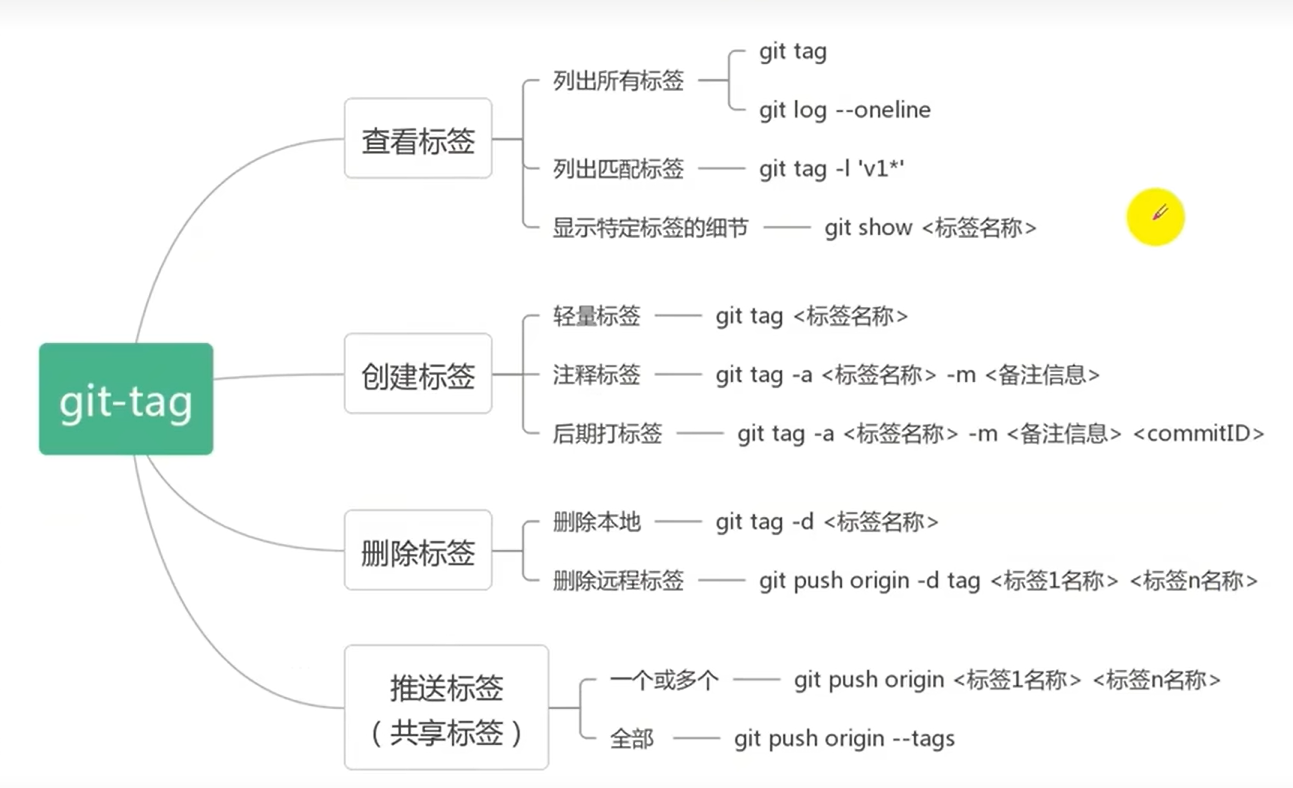 git-tag
查看标签
列出所有标签
git tag
git log --oneline
列出匹配标签
git tag -l 'v1*'
显示特定标签的细节
git show <标签名称>
创建标签
轻量标签
git tag <标签名称>
注释标签
git tag -a <标签名称> -m <备注信息>
后期打标签
git tag -a <标签名称> -m <备注信息> <commitID>
删除标签
删除本地
git tag -d <标签名称>
删除远程标签
git push origin -d tag <标签1名称> <标签n名称>
推送标签
（共享标签）
一个或多个
git push origin <标签1名称> <标签n名称>
全部
git push origin --tags